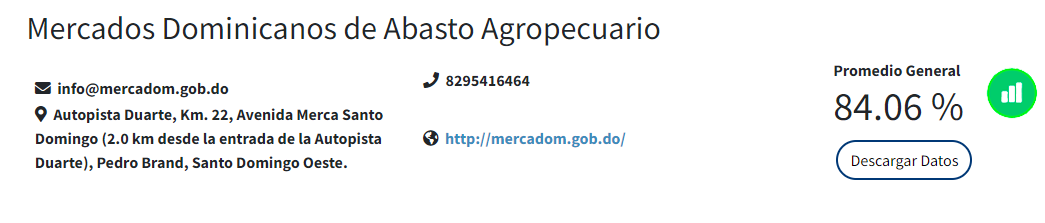 Mercados Dominicanos de Abasto Agropecuario
info@mercadom.gob.do
Autopista Duarte, Km. 22, Avenida Merca Santo
Domingo (2.0 km desde la entrada de la Autopista
Duarte), Pedro Brand, Santo Domingo Oeste.
8295416464
http://mercadom.gob.do/
Promedio General
84.06 %
Descargar Datos